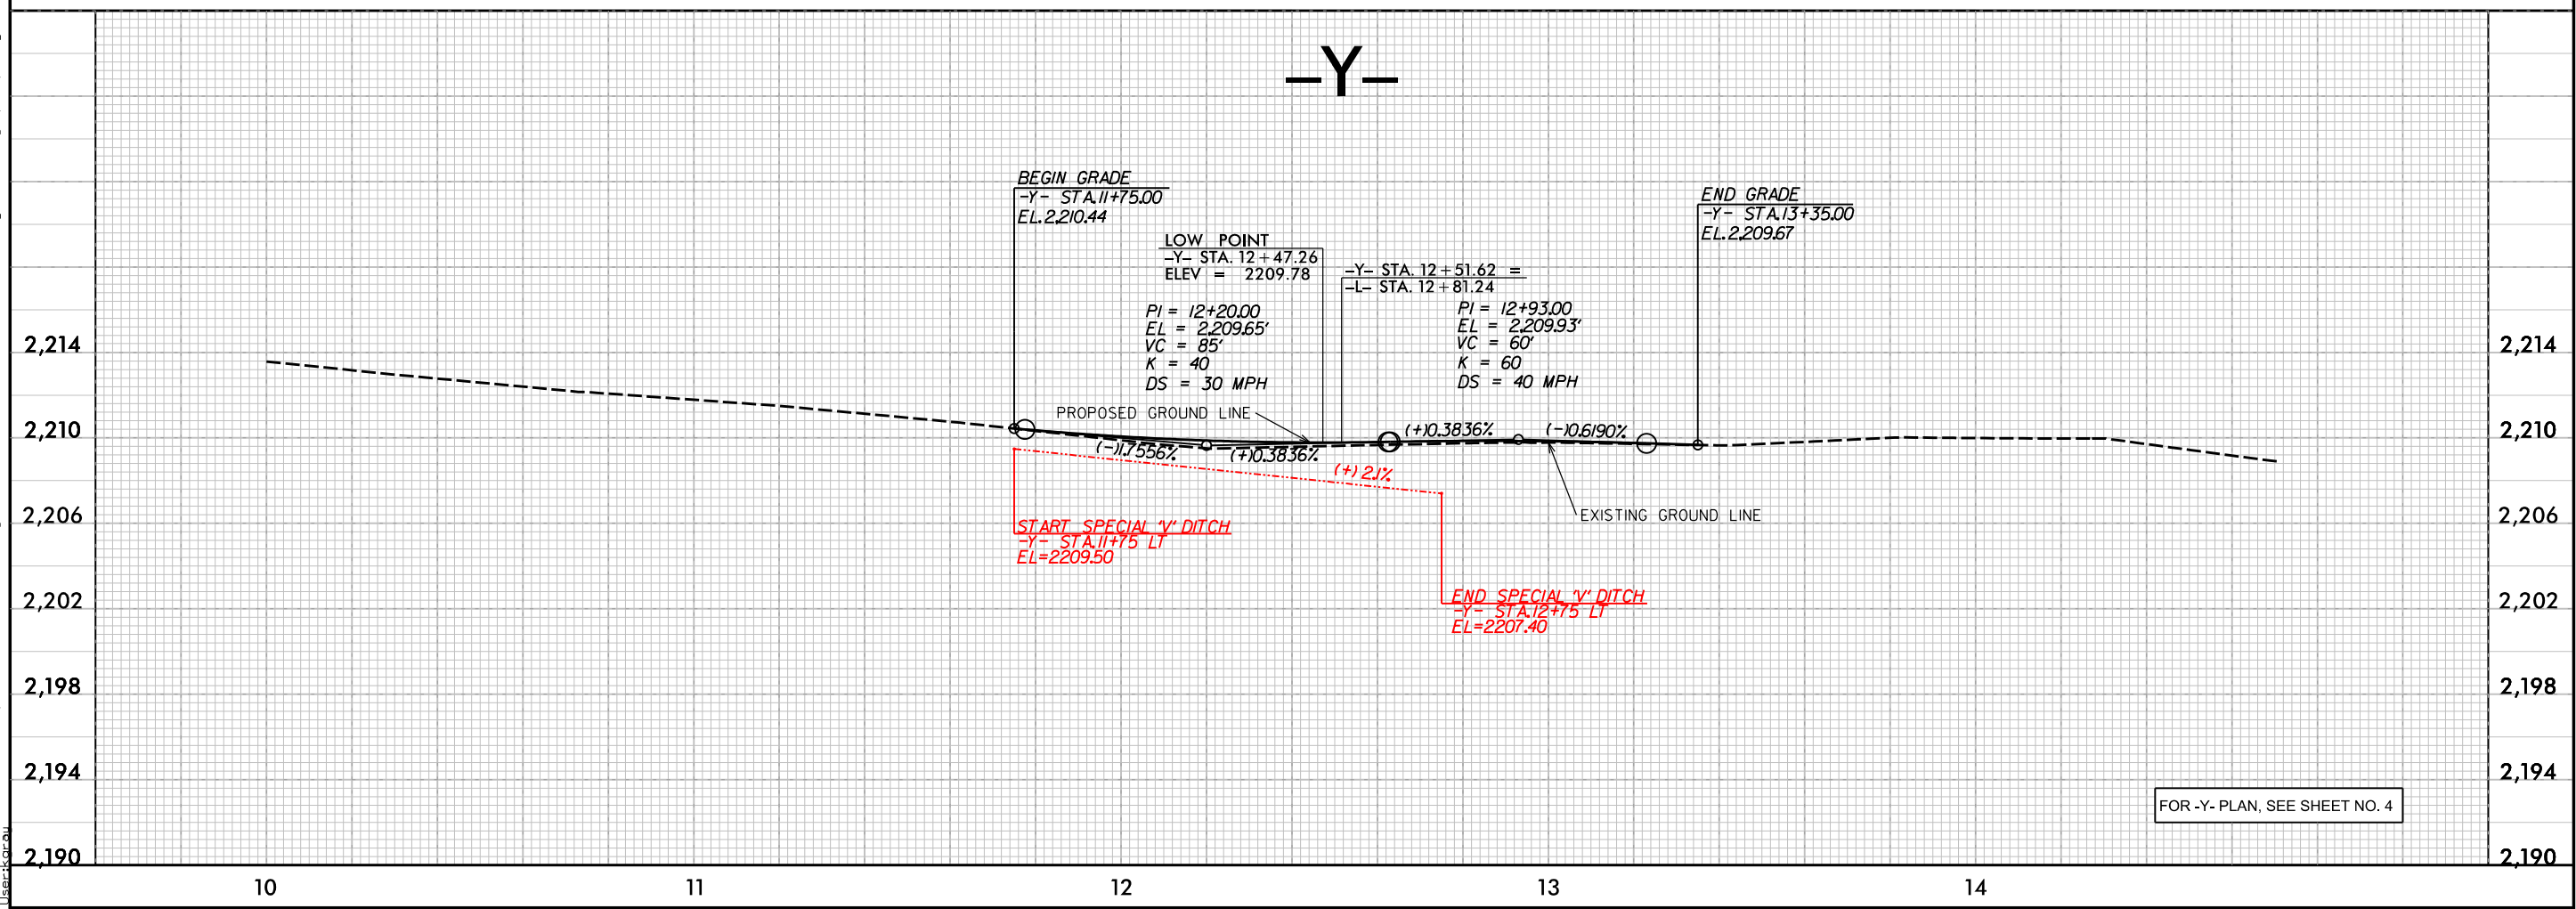 –Y–
BEGIN GRADE
-Y- STA.11+75.00
EL.2,210.44
END GRADE
-Y- STA.13+35.00
EL.2,209.67
LOW POINT
–Y– STA. 12+47.26
ELEV = 2209.78
–Y– STA. 12+51.62 =
–L– STA. 12+81.24
PI = 12+20.00
EL = 2,209.65'
VC = 85'
K = 40
DS = 30 MPH
PI = 12+93.00
EL = 2,209.93'
VC = 60'
K = 60
DS = 40 MPH
PROPOSED GROUND LINE
(-)1.7556%
(+)0.3836%
(+)0.3836%
(-)0.6190%
(+) 2.1%
EXISTING GROUND LINE
START SPECIAL 'V' DITCH
-Y- STA.11+75 LT
EL=2209.50
END SPECIAL 'V' DITCH
-Y- STA.12+75 LT
EL=2207.40
2,214
2,210
2,206
2,202
2,198
2,194
2,190
2,214
2,210
2,206
2,202
2,198
2,194
2,190
FOR -Y- PLAN, SEE SHEET NO. 4
10
11
12
13
14
User:karau